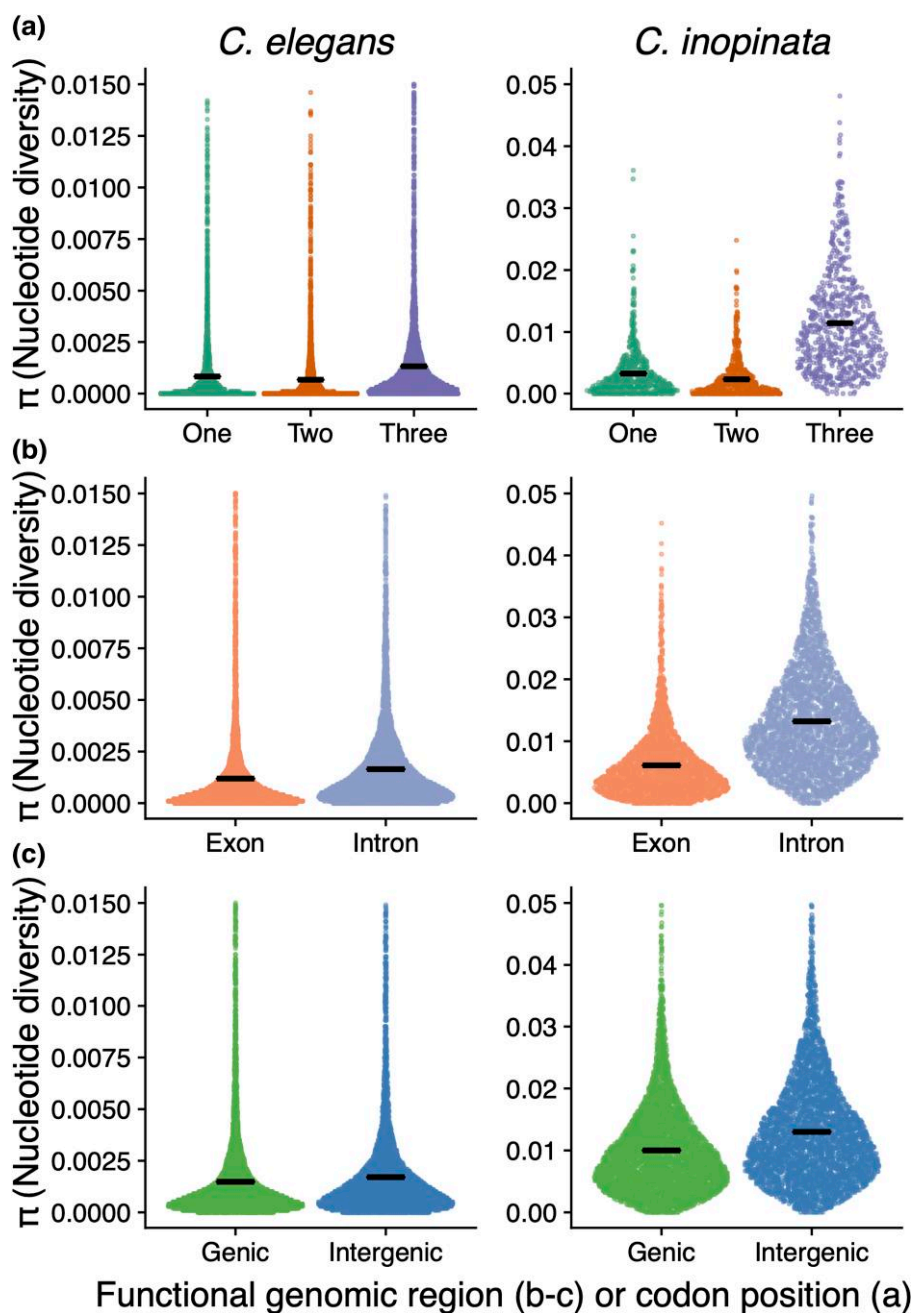 (a)
C. elegans
C. inopinata
π (Nucleotide diversity)
0.0150
0.0125
0.0100
0.0075
0.0050
0.0025
0.0000
One Two Three
0.05
0.04
0.03
0.02
0.01
0.00
One Two Three
(b)
π (Nucleotide diversity)
0.0150
0.0125
0.0100
0.0075
0.0050
0.0025
0.0000
Exon Intron
0.05
0.04
0.03
0.02
0.01
0.00
Exon Intron
(c)
π (Nucleotide diversity)
0.0150
0.0125
0.0100
0.0075
0.0050
0.0025
0.0000
Genic Intergenic
0.05
0.04
0.03
0.02
0.01
0.00
Genic Intergenic
Functional genomic region (b-c) or codon position (a)